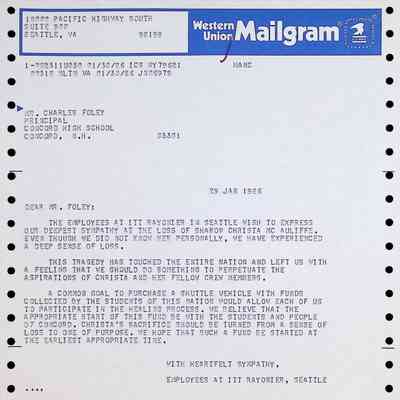 18000 PACIFIC HIGHWAY SOUTH
SUITE 900
SEATTLE, WA 98188
Western Union Mailgram
MR. CHARLES FOLEY
PRINCIPAL
CONCORD HIGH SCHOOL
CONCORD, N.H. 03301
29 JAN 1986
DEAR MR. FOLEY:
THE EMPLOYEES AT ITT RAYONIER IN SEATTLE WISH TO EXPRESS
OUR DEEPEST SYMPATHY AT THE LOSS OF SHARON CHRISTA MC AULIFFE.
EVEN THOUGH WE DID NOT KNOW HER PERSONALLY, WE HAVE EXPERIENCED
A DEEP SENSE OF LOSS.
THIS TRAGEDY HAS TOUCHED THE ENTIRE NATION AND LEFT US WITH
A FEELING THAT WE SHOULD DO SOMETHING TO PERPETUATE THE
ASPIRATIONS OF CHRISTA AND HER FELLOW CREW MEMBERS.
A COMMON GOAL TO PURCHASE A SHUTTLE VEHICLE WITH FUNDS
COLLECTED BY THE STUDENTS OF THIS NATION WOULD ALLOW EACH OF US
TO PARTICIPATE IN THE HEALING PROCESS. WE BELIEVE THAT THE
APPROPRIATE START OF THIS FUND BE WITH THE STUDENTS AND PEOPLE
OF CONCORD. CHRISTA'S SACRIFICE SHOULD BE TURNED FROM A SENSE OF
LOSS TO ONE OF PURPOSE. WE HOPE THAT SUCH A FUND BE STARTED AT
THE EARLIEST APPROPRIATE TIME.
WITH HEARTFELT SYMPATHY,
EMPLOYEES AT ITT RAYONIER, SEATTLE